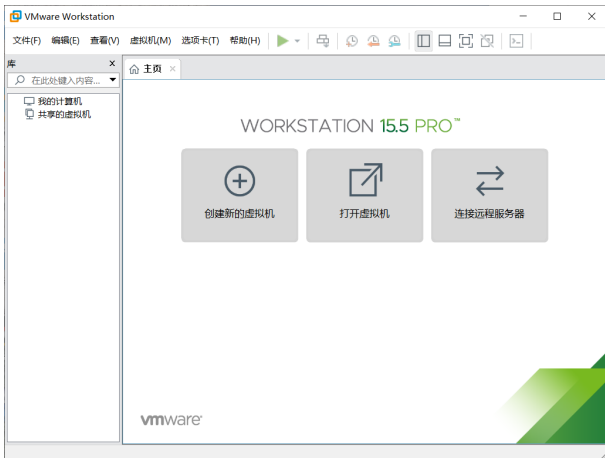 VMware Workstation
文件(F) 编辑(E) 查看(V) 虚拟机(M) 选项卡(T) 帮助(H)
库
在此处键入内容...
我的计算机
共享的虚拟机
主页
WORKSTATION 15.5 PRO™
创建新的虚拟机
打开虚拟机
连接远程服务器
vmware